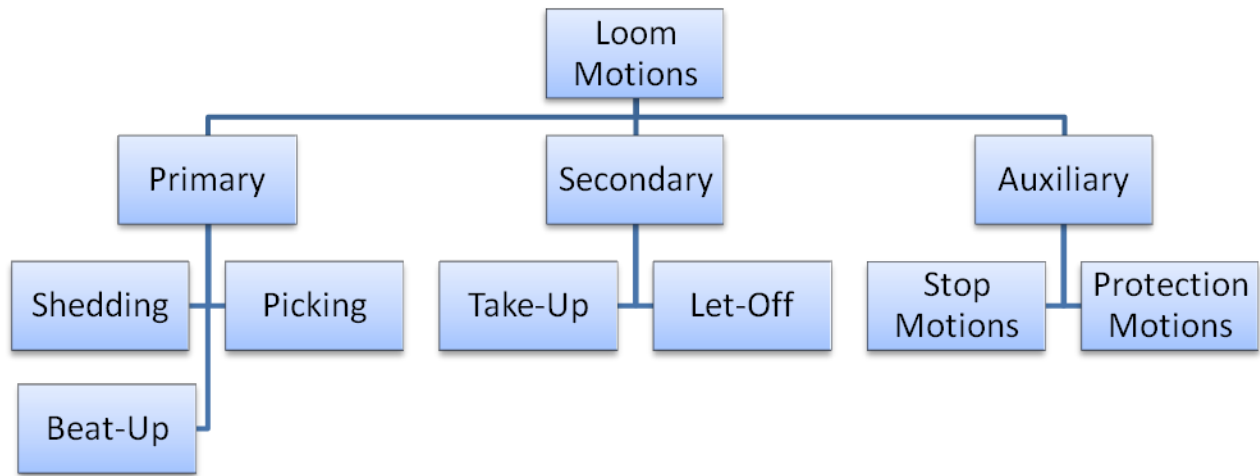 Loom
Motions
Primary
Secondary
Auxiliary
Shedding
Picking
Take-Up
Let-Off
Stop
Motions
Protection
Motions
Beat-Up